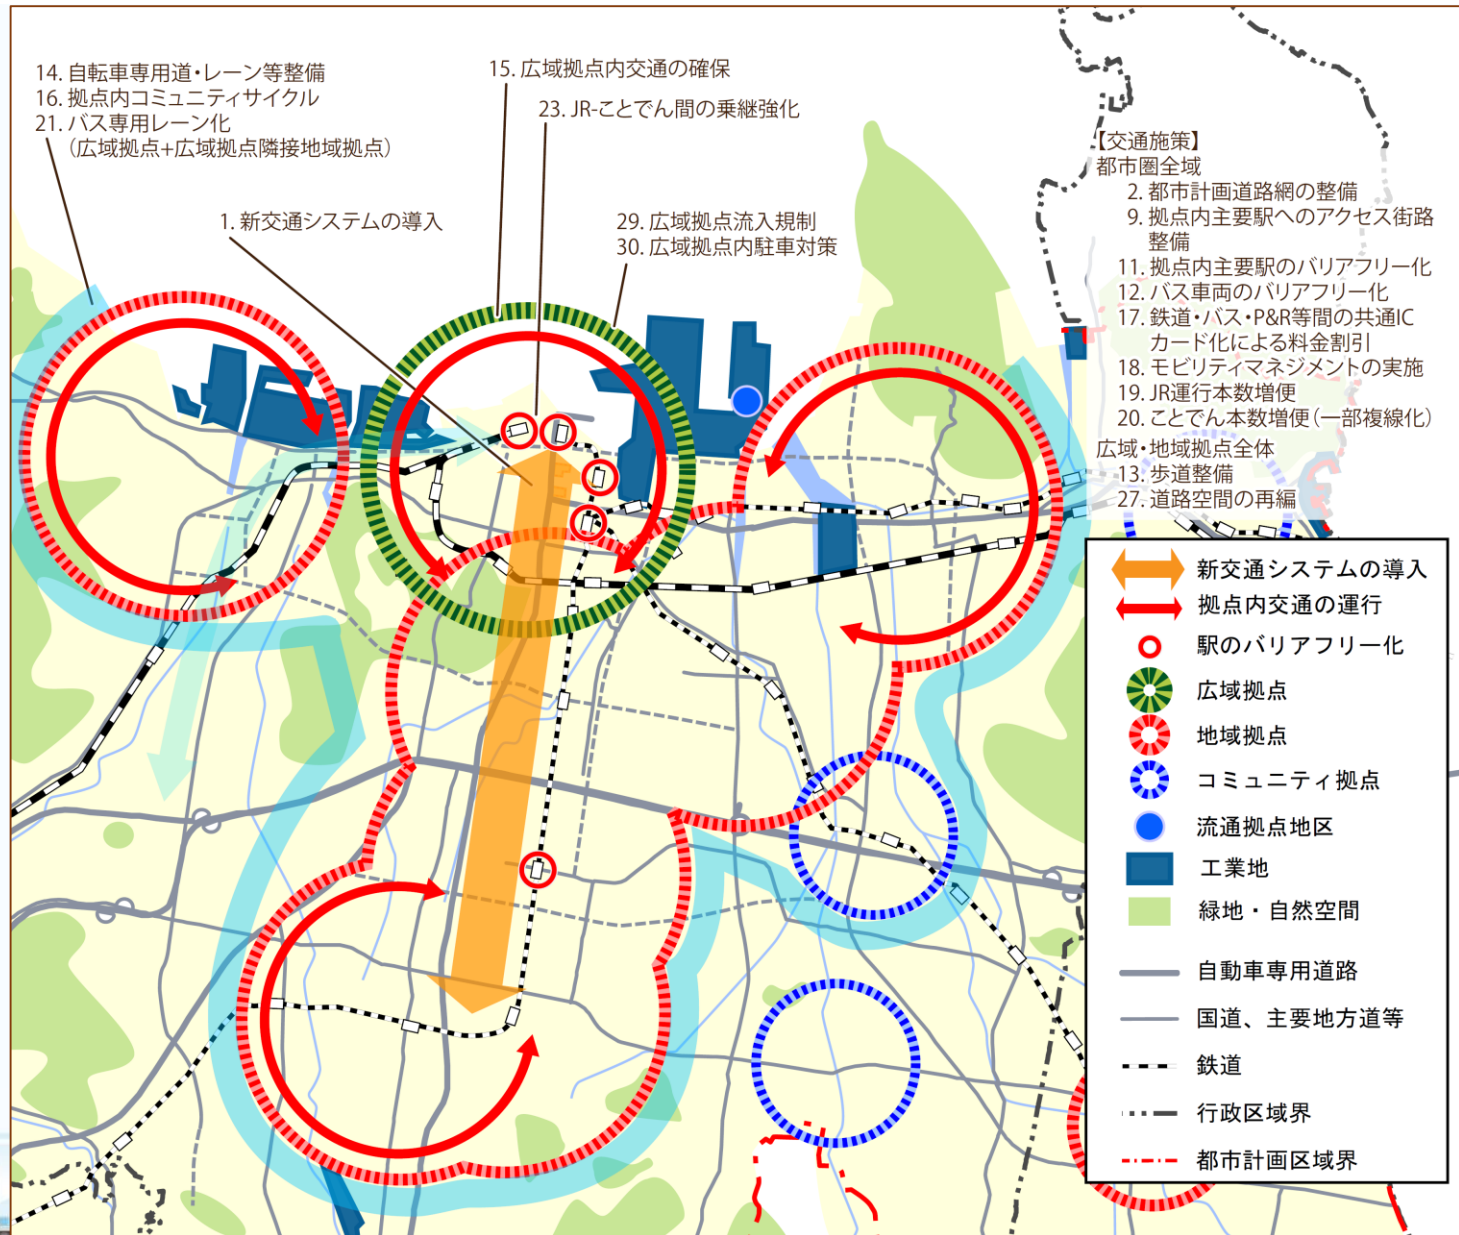 14. 自転車専用道・レーン等整備
16. 拠点内コミュニティサイクル
21. バス専用レーン化
(広域拠点+広域拠点隣接地域拠点)
15. 広域拠点内交通の確保
23. JR-ことでん間の乗継強化
1. 新交通システムの導入
29. 広域拠点流入規制
30. 広域拠点内駐車対策
【交通施策】
都市圏全域
2. 都市計画道路網の整備
9. 拠点内主要駅へのアクセス街路
整備
11. 拠点内主要駅のバリアフリー化
12. バス車両のバリアフリー化
17. 鉄道・バス・P&R等間の共通IC
カード化による料金割引
18. モビリティマネジメントの実施
19. JR運行本数増便
20. ことでん本数増便(一部複線化)
広域・地域拠点全体
13. 歩道整備
27. 道路空間の再編
新交通システムの導入
拠点内交通の運行
駅のバリアフリー化
広域拠点
地域拠点
コミュニティ拠点
流通拠点地区
工業地
緑地・自然空間
自動車専用道路
国道、主要地方道等
鉄道
行政区域界
都市計画区域界